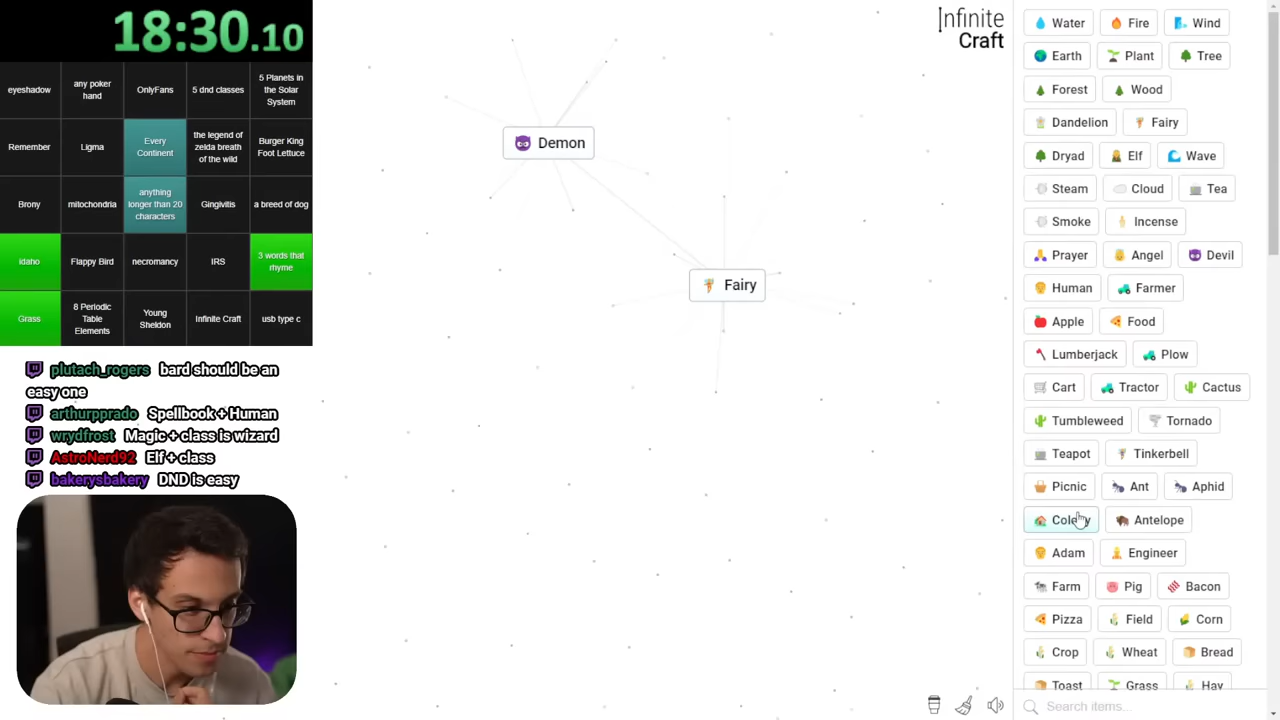 18:30.10
eyeshadow
any poker
hand
OnlyFans
5 dnd classes
5 Planets in
the Solar
System
Remember
Ligma
Every
Continent
the legend of
zelda breath
of the wild
Burger King
Foot Lettuce
Brony
mitochondria
anything
longer than 20
characters
Gingivitis
a breed of dog
idaho
Flappy Bird
necromancy
IRS
3 words that
rhyme
Grass
8 Periodic
Table
Elements
Young
Sheldon
Infinite Craft
usb type c
plutach_rogers bard should be an
easy one
arthurpprado Spellbook + Human
wrydfrost Magic + class is wizard
AstroNerd92 Elf + class
bakerysbakery DND is easy
Demon
Fairy
Infinite
Craft
Water Fire Wind
Earth Plant Tree
Forest Wood
Dandelion Fairy
Dryad Elf Wave
Steam Cloud Tea
Smoke Incense
Prayer Angel Devil
Human Farmer
Apple Food
Lumberjack Plow
Cart Tractor Cactus
Tumbleweed Tornado
Teapot Tinkerbell
Picnic Ant Aphid
Colony Antelope
Adam Engineer
Farm Pig Bacon
Pizza Field Corn
Crop Wheat Bread
Toast Grass Hay
Search items...